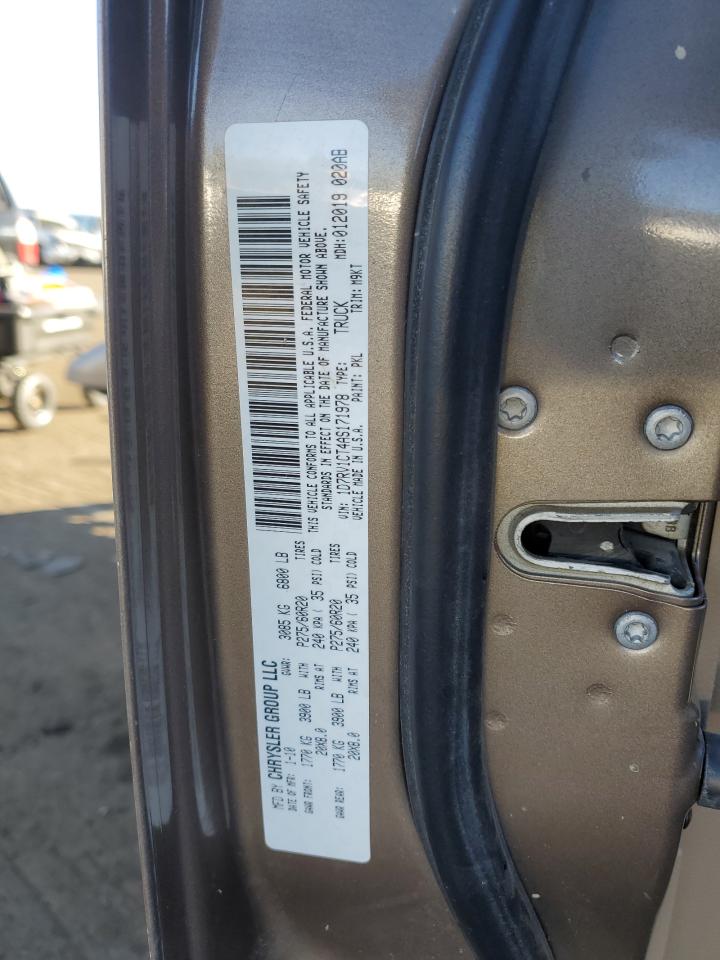 MFD BY CHRYSLER GROUP LLC
DATE OF MFR: 1-10 GVWR: 3085 KG 6800 LB
GAWR FRONT: 1770 KG 3900 LB WITH P275/60R20 TIRES
20X8.0 RIMS AT 240 KPA ( 35 PSI) COLD
GAWR REAR: 1770 KG 3900 LB WITH P275/60R20 TIRES
20X8.0 RIMS AT 240 KPA ( 35 PSI) COLD
THIS VEHICLE CONFORMS TO ALL APPLICABLE U.S.A. FEDERAL MOTOR VEHICLE SAFETY
STANDARDS IN EFFECT ON THE DATE OF MANUFACTURE SHOWN ABOVE.
VIN: 1D7RV1CT4AS171978 TYPE: TRUCK MDH:012019 020AB
VEHICLE MADE IN U.S.A. PAINT: PKL TRIM: M9KT